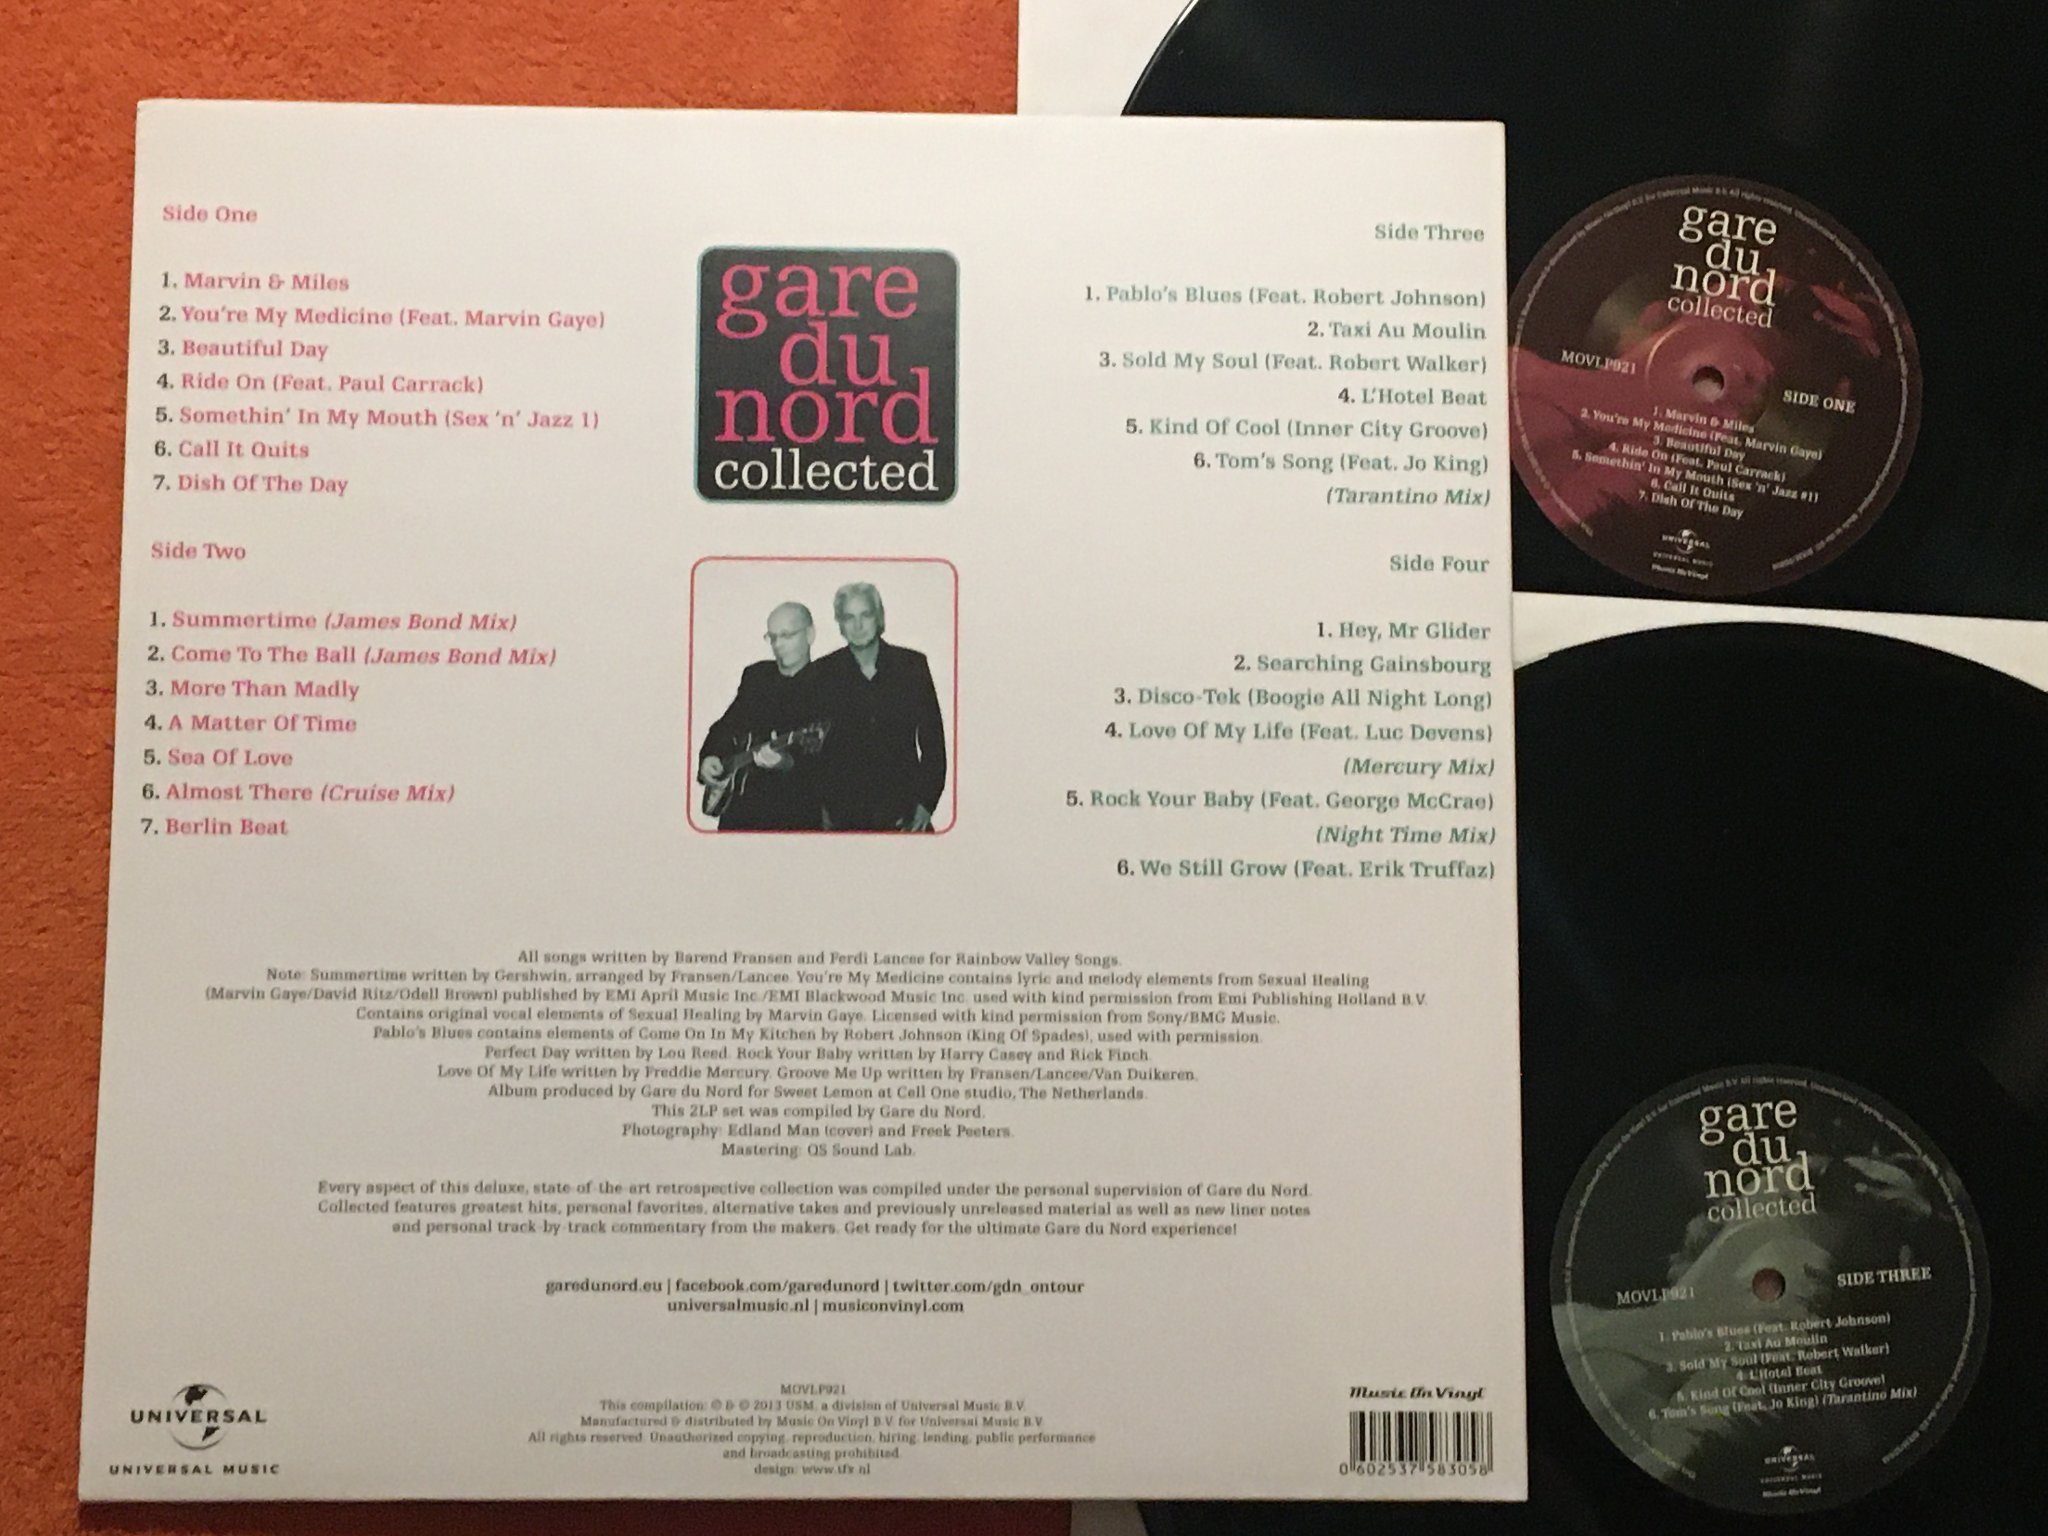 Side One
1. Marvin & Miles
2. You're My Medicine (Feat. Marvin Gaye)
3. Beautiful Day
4. Ride On (Feat. Paul Carrack)
5. Somethin' In My Mouth (Sex 'n' Jazz 1)
6. Call It Quits
7. Dish Of The Day
Side Two
1. Summertime (James Bond Mix)
2. Come To The Ball (James Bond Mix)
3. More Than Madly
4. A Matter Of Time
5. Sea Of Love
6. Almost There (Cruise Mix)
7. Berlin Beat
gare
du
nord
collected
Side Three
1. Pablo's Blues (Feat. Robert Johnson)
2. Taxi Au Moulin
3. Sold My Soul (Feat. Robert Walker)
4. L'Hotel Beat
5. Kind Of Cool (Inner City Groove)
6. Tom's Song (Feat. Jo King)
(Tarantino Mix)
Side Four
1. Hey, Mr Glider
2. Searching Gainsbourg
3. Disco-Tek (Boogie All Night Long)
4. Love Of My Life (Feat. Luc Devens)
(Mercury Mix)
5. Rock Your Baby (Feat. George McCrae)
(Night Time Mix)
6. We Still Grow (Feat. Erik Truffaz)
All songs written by Barend Fransen and Ferdi Lancee for Rainbow Valley Songs.
Note: Summertime written by Gershwin, arranged by Fransen/Lancee. You're My Medicine contains lyric and melody elements from Sexual Healing
(Marvin Gaye/David Ritz/Odell Brown) published by EMI April Music Inc./EMI Blackwood Music Inc. used with kind permission from Emi Publishing Holland B.V.
Contains original vocal elements of Sexual Healing by Marvin Gaye. Licensed with kind permission from Sony/BMG Music.
Pablo's Blues contains elements of Come On In My Kitchen by Robert Johnson (King Of Spades), used with permission.
Perfect Day written by Lou Reed. Rock Your Baby written by Harry Casey and Rick Finch.
Love Of My Life written by Freddie Mercury. Groove Me Up written by Fransen/Lancee/Van Duikeren.
Album produced by Gare du Nord for Sweet Lemon at Cell One studio, The Netherlands.
This 2LP set was compiled by Gare du Nord.
Photography: Edland Man (cover) and Freek Peeters.
Mastering: QS Sound Lab.
Every aspect of this deluxe, state-of-the-art retrospective collection was compiled under the personal supervision of Gare du Nord.
Collected features greatest hits, personal favorites, alternative takes and previously unreleased material as well as new liner notes
and personal track-by-track commentary from the makers. Get ready for the ultimate Gare du Nord experience!
garedunord.eu | facebook.com/garedunord | twitter.com/gdn_ontour
universalmusic.nl | musiconvinyl.com
UNIVERSAL
UNIVERSAL MUSIC
MOVLP921
This compilation: ℗ & © 2013 USM, a division of Universal Music B.V.
Manufactured & distributed by Music On Vinyl B.V. for Universal Music B.V.
All rights reserved. Unauthorized copying, reproduction, hiring, lending, public performance
and broadcasting prohibited.
design: www.tfx.nl
Music On Vinyl
0 602537 583058
gare
du
nord
collected
MOVLP921
SIDE ONE
1. Marvin & Miles
2. You're My Medicine (Feat. Marvin Gaye)
3. Beautiful Day
4. Ride On (Feat. Paul Carrack)
5. Somethin' In My Mouth (Sex 'n' Jazz #1)
6. Call It Quits
7. Dish Of The Day
UNIVERSAL
UNIVERSAL MUSIC
Music On Vinyl
gare
du
nord
collected
MOVLP921
SIDE THREE
1. Pablo's Blues (Feat. Robert Johnson)
2. Taxi Au Moulin
3. Sold My Soul (Feat. Robert Walker)
4. L'Hotel Beat
5. Kind Of Cool (Inner City Groove)
6. Tom's Song (Feat. Jo King) (Tarantino Mix)
UNIVERSAL
UNIVERSAL MUSIC
Music On Vinyl